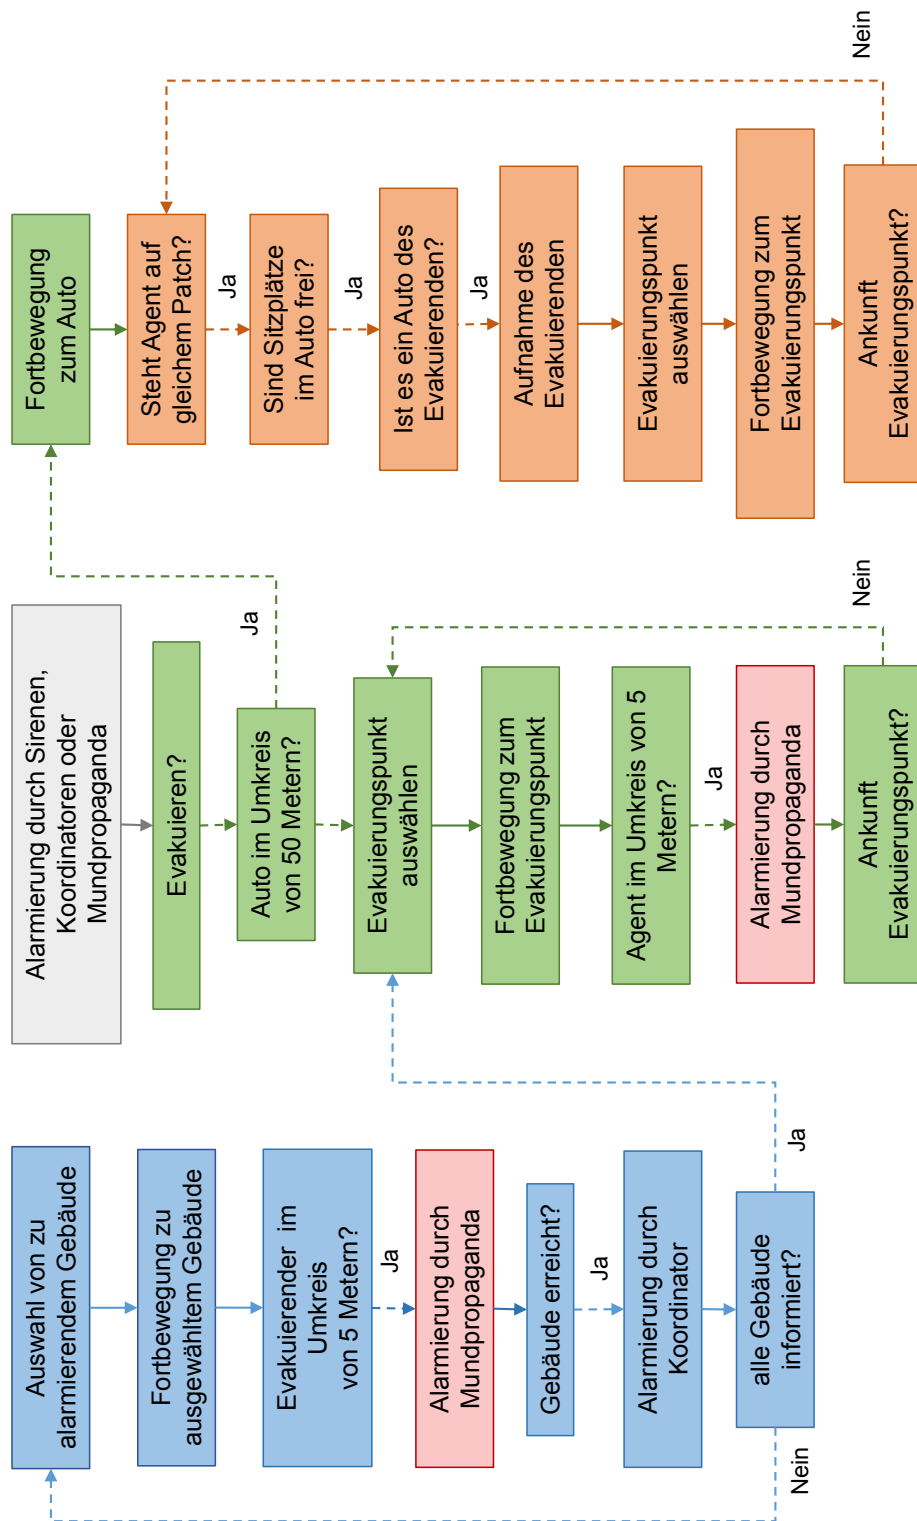 Auswahl von zu
alarmierendem Gebäude
Fortbewegung zu
ausgewähltem Gebäude
Evakuierender im
Umkreis
von 5 Metern?
Ja
Alarmierung durch
Mundpropaganda
Gebäude erreicht?
Ja
Alarmierung durch
Koordinator
alle Gebäude
informiert?
Nein
Ja
Alarmierung durch Sirenen,
Koordinatoren oder
Mundpropaganda
Evakuieren?
Auto im Umkreis
von 50 Metern?
Ja
Evakuierungspunkt
auswählen
Fortbewegung zum
Evakuierungspunkt
Agent im Umkreis von 5
Metern?
Ja
Alarmierung durch
Mundpropaganda
Ankunft
Evakuierungspunkt?
Nein
Fortbewegung
zum Auto
Steht Agent auf
gleichem Patch?
Ja
Sind Sitzplätze
im Auto frei?
Ja
Ist es ein Auto des
Evakuierenden?
Ja
Aufnahme des
Evakuierenden
Evakuierungspunkt
auswählen
Fortbewegung zum
Evakuierungspunkt
Ankunft
Evakuierungspunkt?
Nein